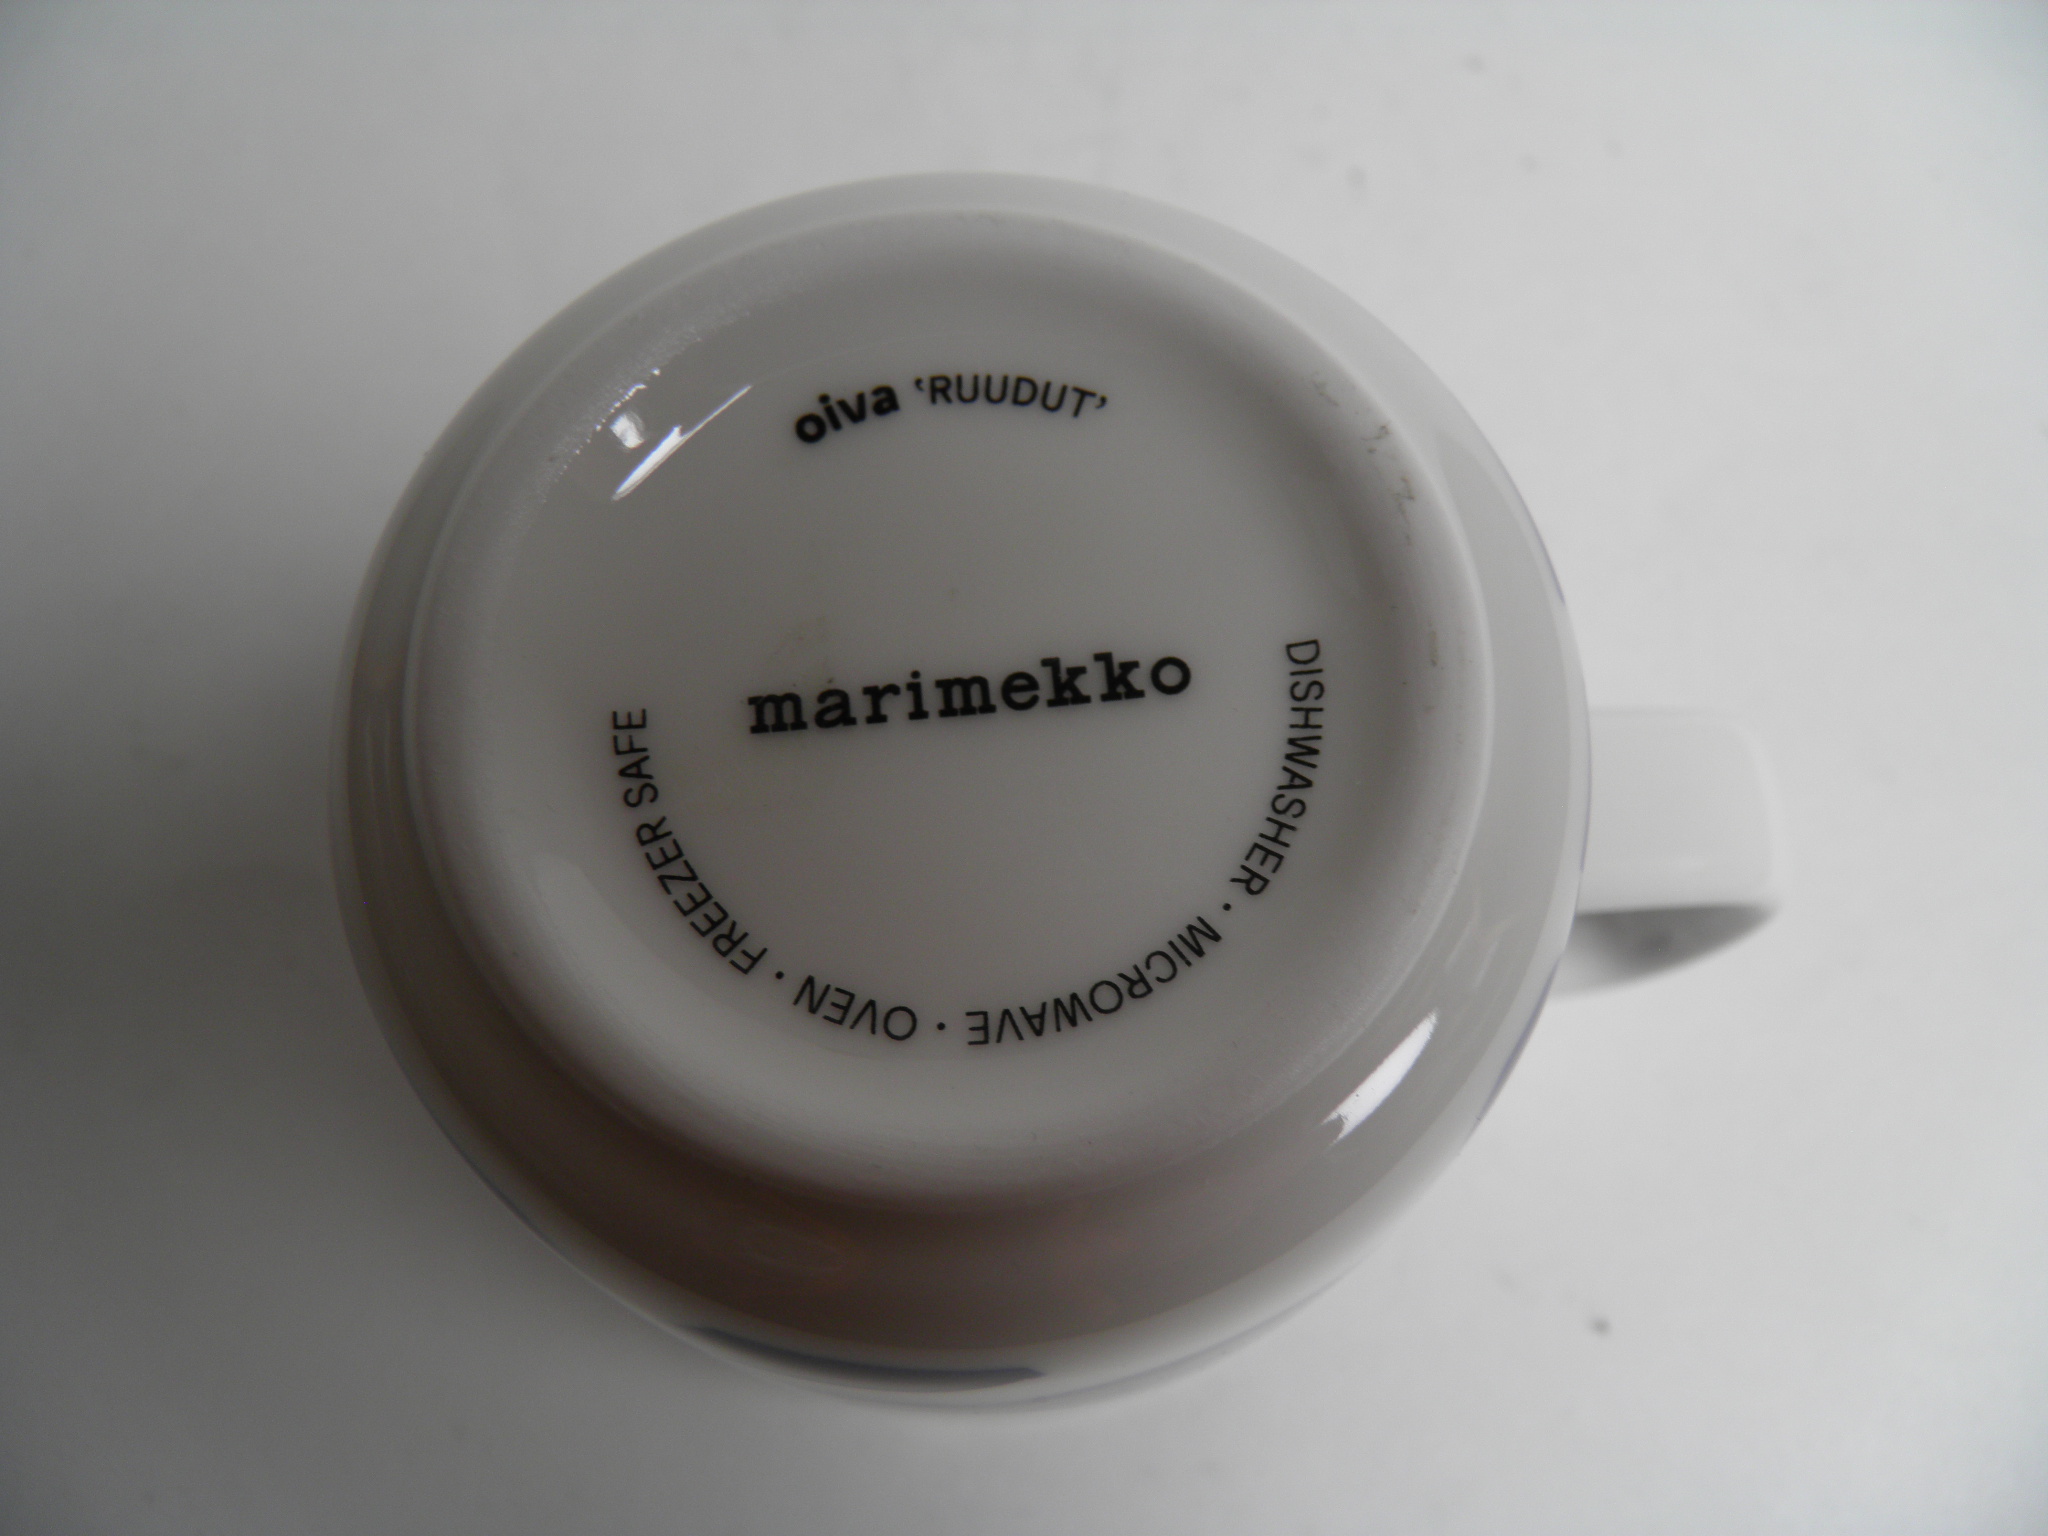 oiva ‘RUUDUT’
marimekko
DISHWASHER · MICROWAVE · OVEN · FREEZER SAFE